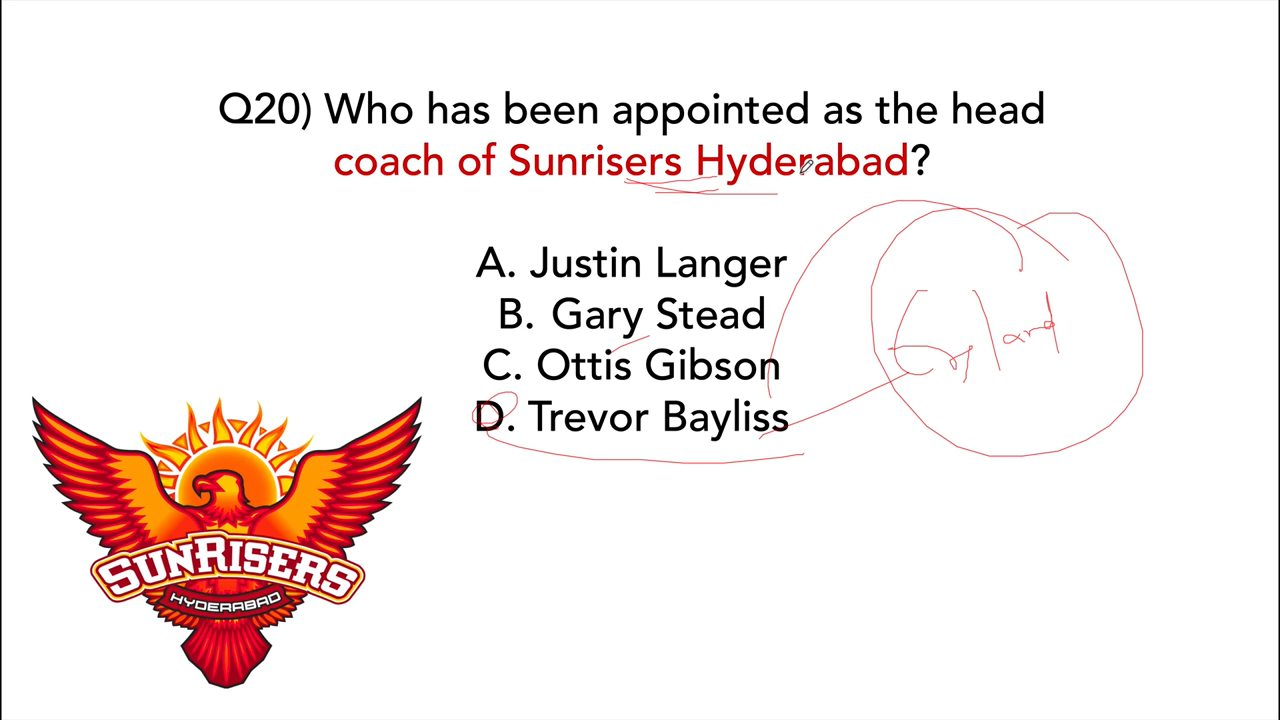 Q20) Who has been appointed as the head
coach of Sunrisers Hyderabad?
A. Justin Langer
B. Gary Stead
C. Ottis Gibson
D. Trevor Bayliss
SUNRISERS
HYDERABAD